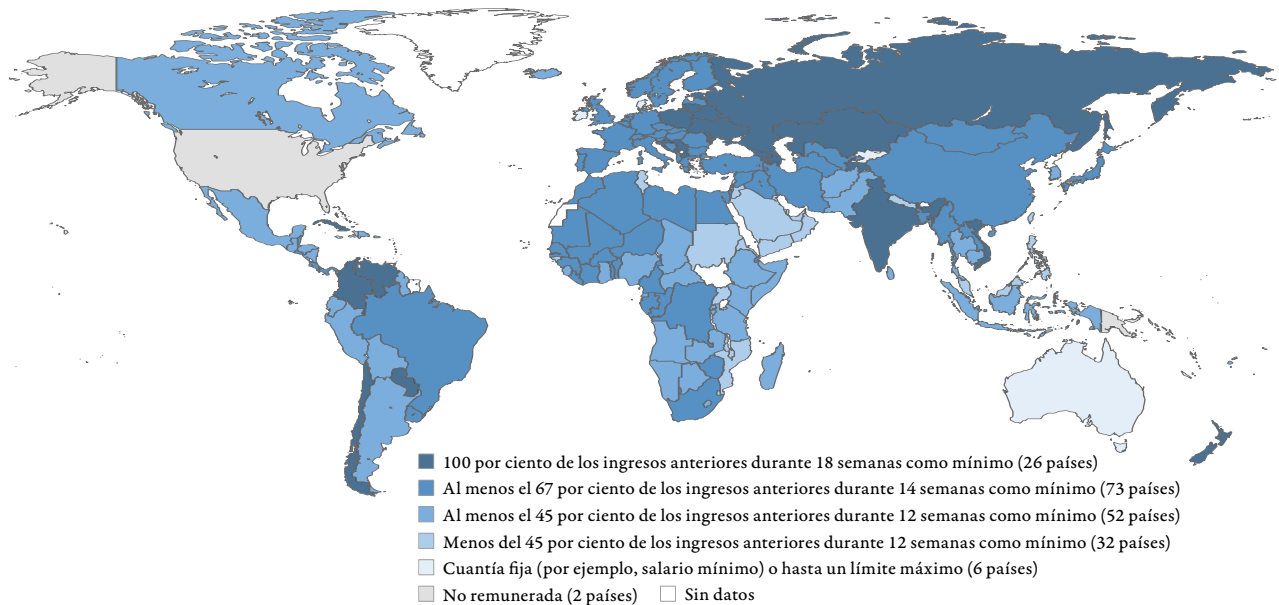 100 por ciento de los ingresos anteriores durante 18 semanas como mínimo (26 países)
Al menos el 67 por ciento de los ingresos anteriores durante 14 semanas como mínimo (73 países)
Al menos el 45 por ciento de los ingresos anteriores durante 12 semanas como mínimo (52 países)
Menos del 45 por ciento de los ingresos anteriores durante 12 semanas como mínimo (32 países)
Cuantía fija (por ejemplo, salario mínimo) o hasta un límite máximo (6 países)
No remunerada (2 países) Sin datos